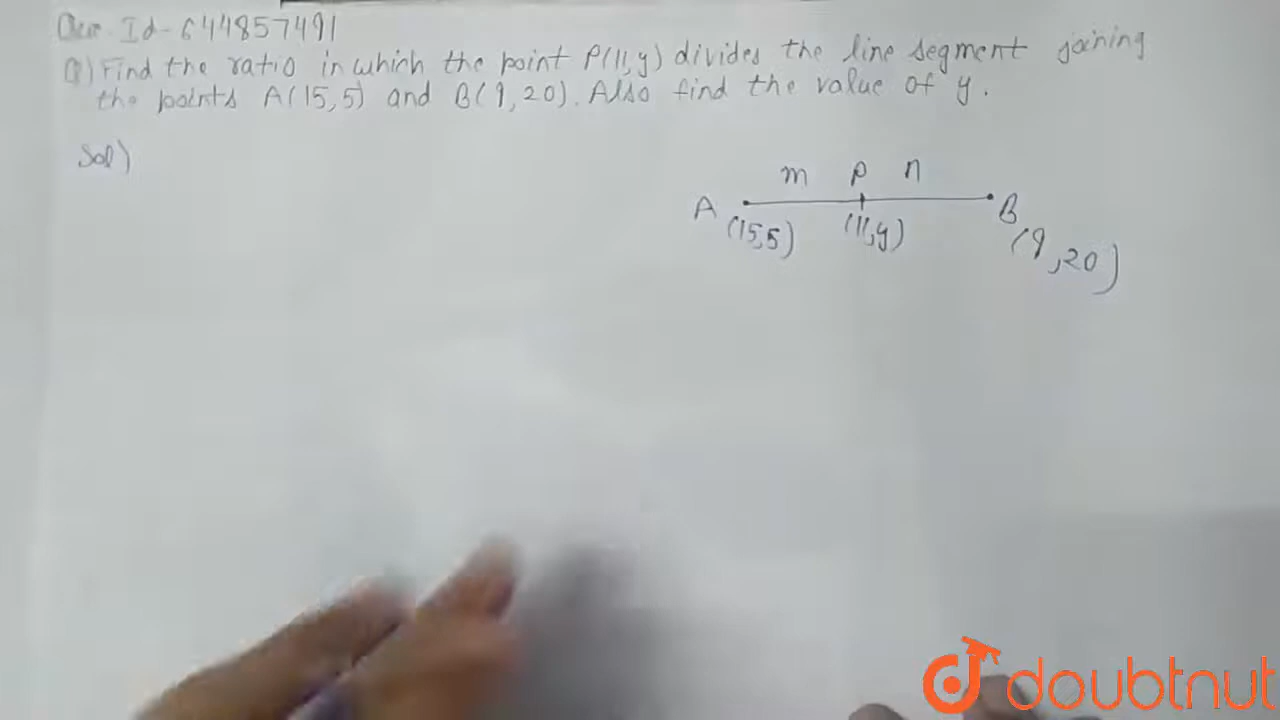 Que. Id-644857491
Q) Find the ratio in which the point P(11,y) divides the line segment joining
the points A(15,5) and B(9,20). Also find the value of y.
Sol)
m P n
A B
(15,5) (11,y) (9,20)
doubtnut